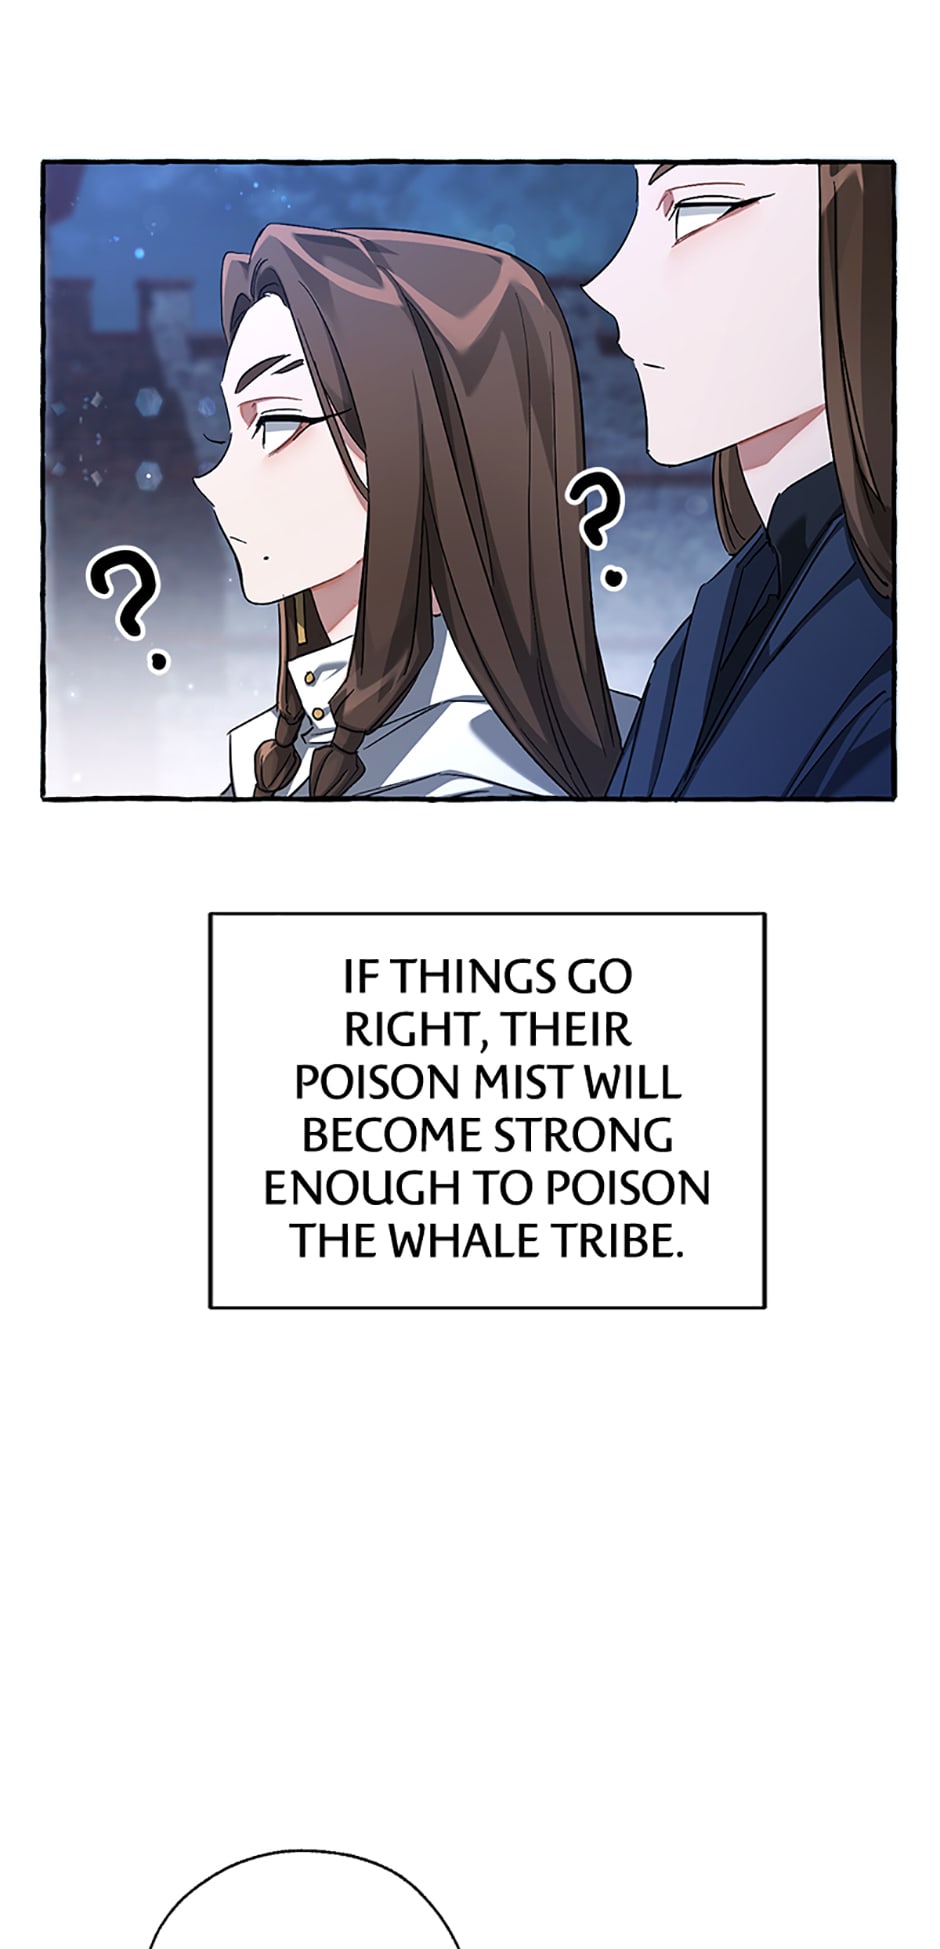 ?
?
IF THINGS GO
RIGHT, THEIR
POISON MIST WILL
BECOME STRONG
ENOUGH TO POISON
THE WHALE TRIBE.